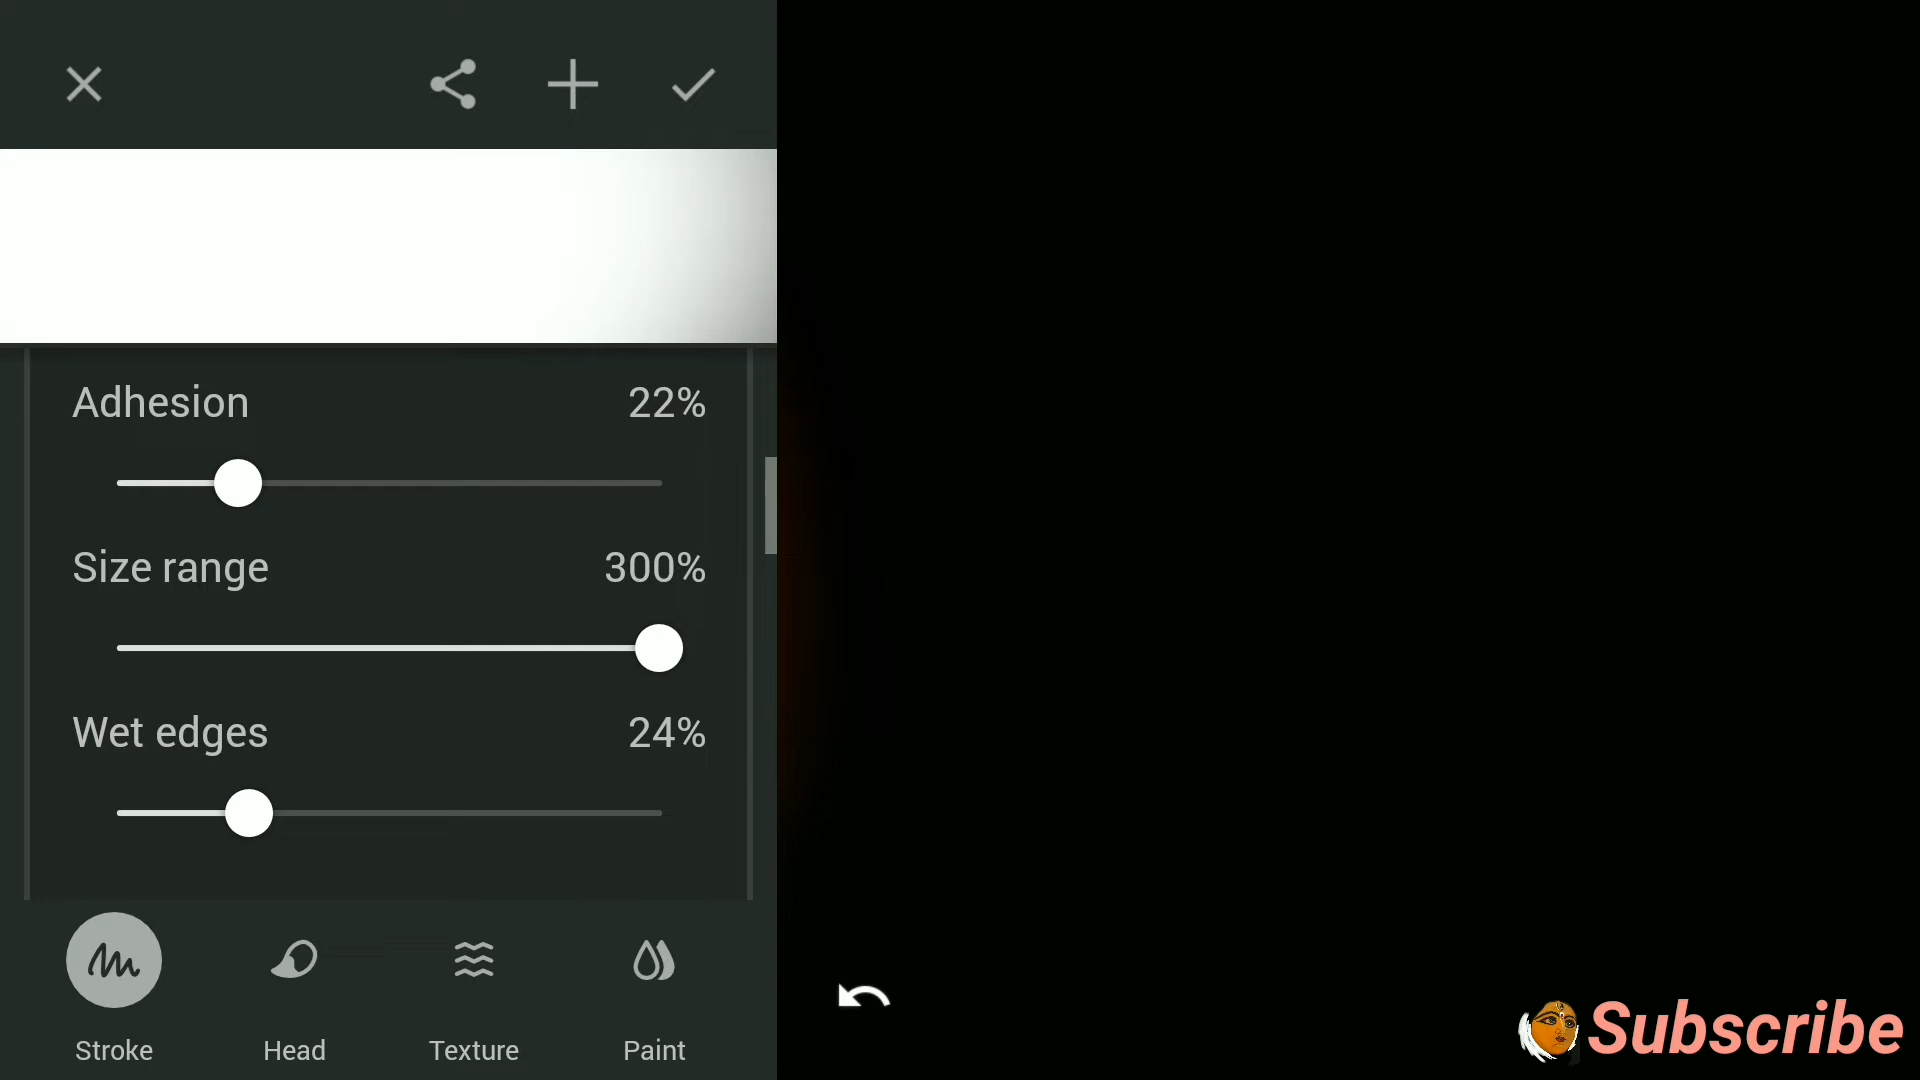 Adhesion 22%
Size range 300%
Wet edges 24%
Stroke Head Texture Paint
Subscribe